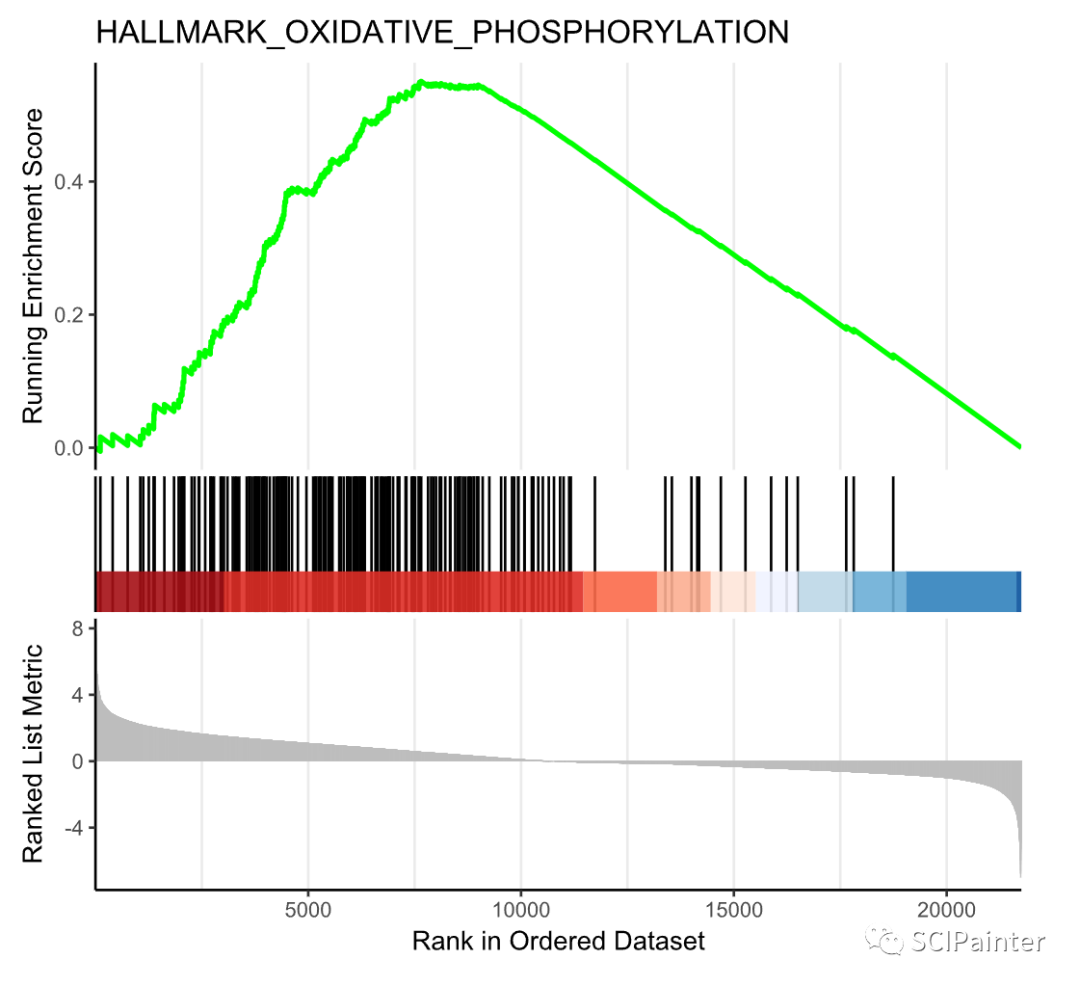 HALLMARK_OXIDATIVE_PHOSPHORYLATION
Running Enrichment Score
0.4
0.2
0.0
Ranked List Metric
8
4
0
-4
5000 10000 15000 20000
Rank in Ordered Dataset
SCIPainter